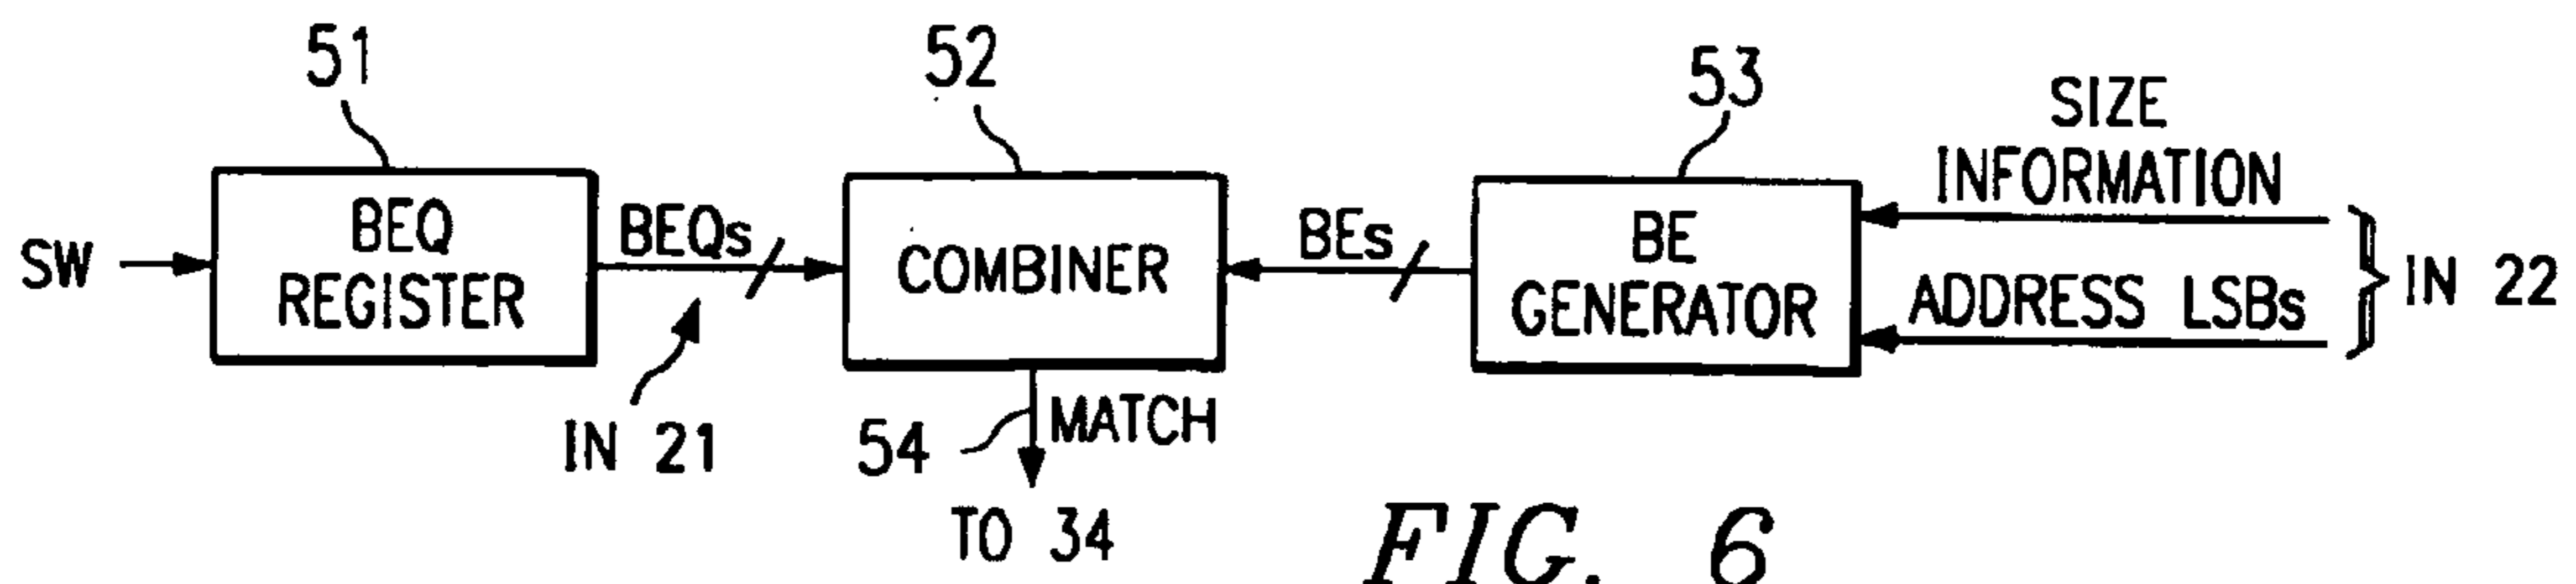 51
52
53
SIZE
INFORMATION
SW
BEQ
REGISTER
BEQs
COMBINER
BEs
BE
GENERATOR
ADDRESS LSBs
IN 22
IN 21
54
MATCH
TO 34
FIG. 6